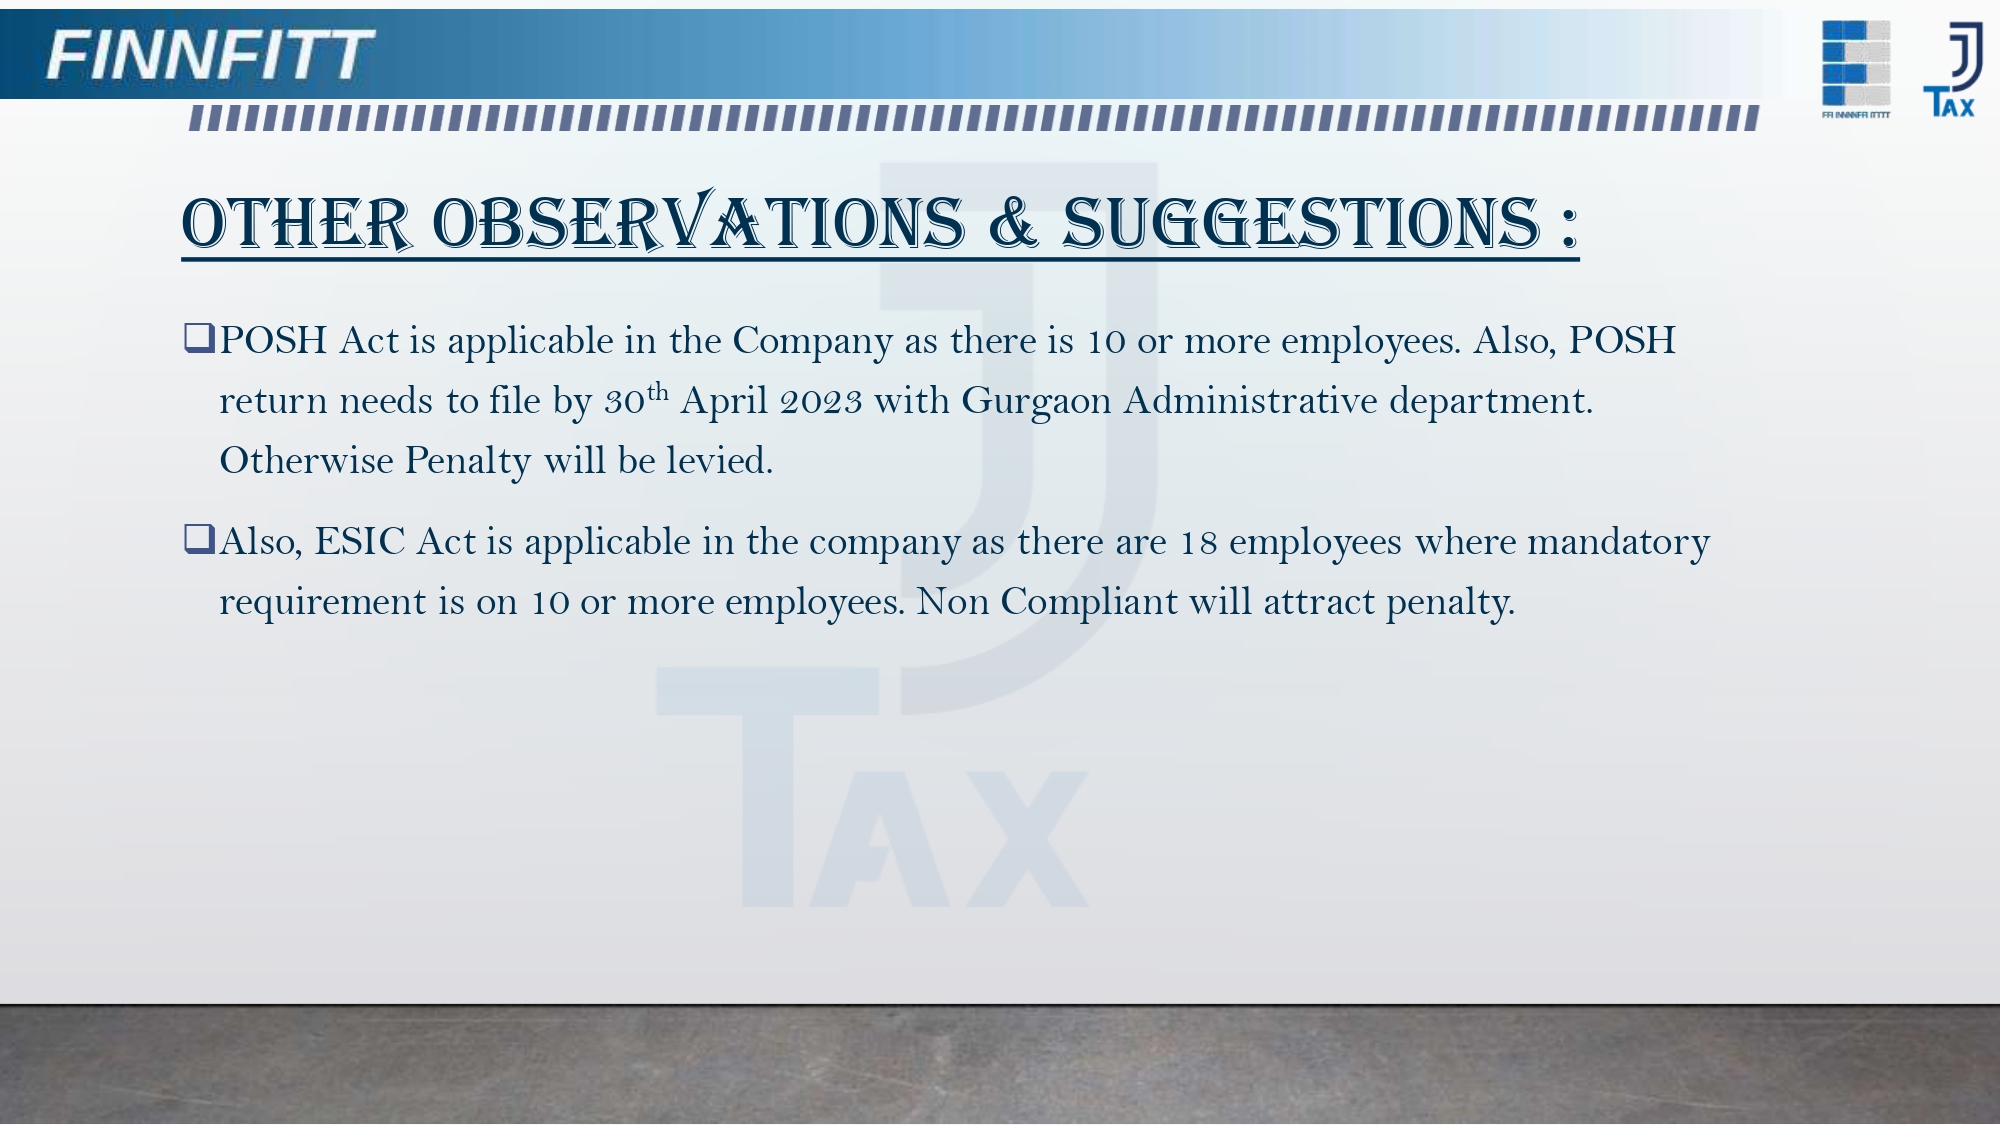 FINNFITT
J
TAX
OTHER OBSERVATIONS & SUGGESTIONS :
❑POSH Act is applicable in the Company as there is 10 or more employees. Also, POSH
return needs to file by 30th April 2023 with Gurgaon Administrative department.
Otherwise Penalty will be levied.
❑Also, ESIC Act is applicable in the company as there are 18 employees where mandatory
requirement is on 10 or more employees. Non Compliant will attract penalty.
J
TAX